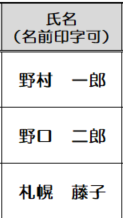 氏名
（名前印字可）
野村　一郎
野口　二郎
札幌　藤子